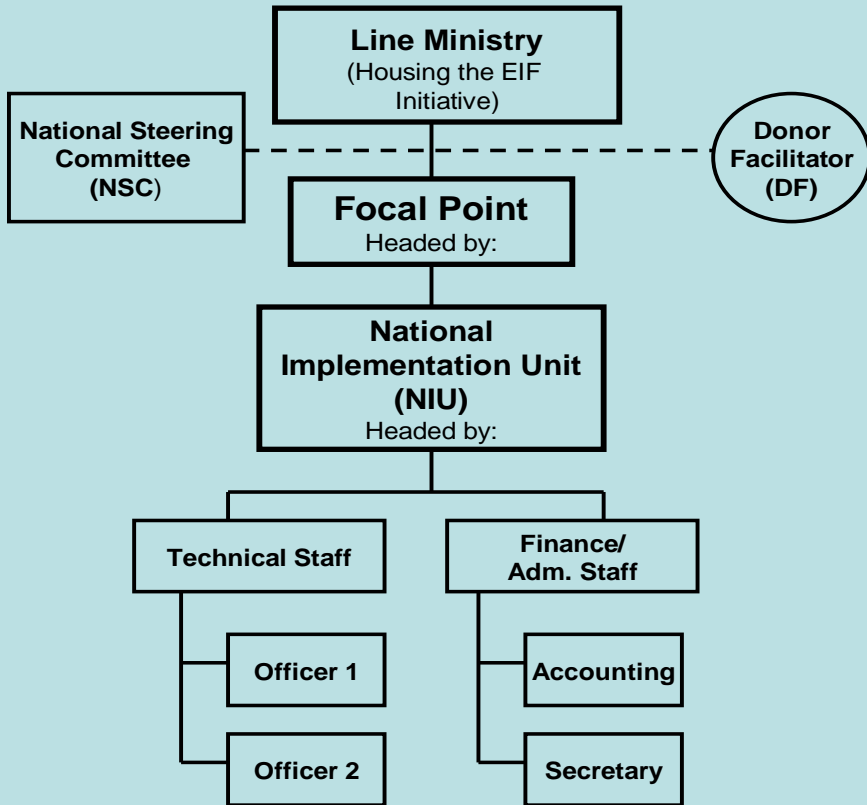 Line Ministry
(Housing the EIF
Initiative)
National Steering
Committee
(NSC)
Donor
Facilitator
(DF)
Focal Point
Headed by:
National
Implementation Unit
(NIU)
Headed by:
Technical Staff
Finance/
Adm. Staff
Officer 1
Accounting
Officer 2
Secretary